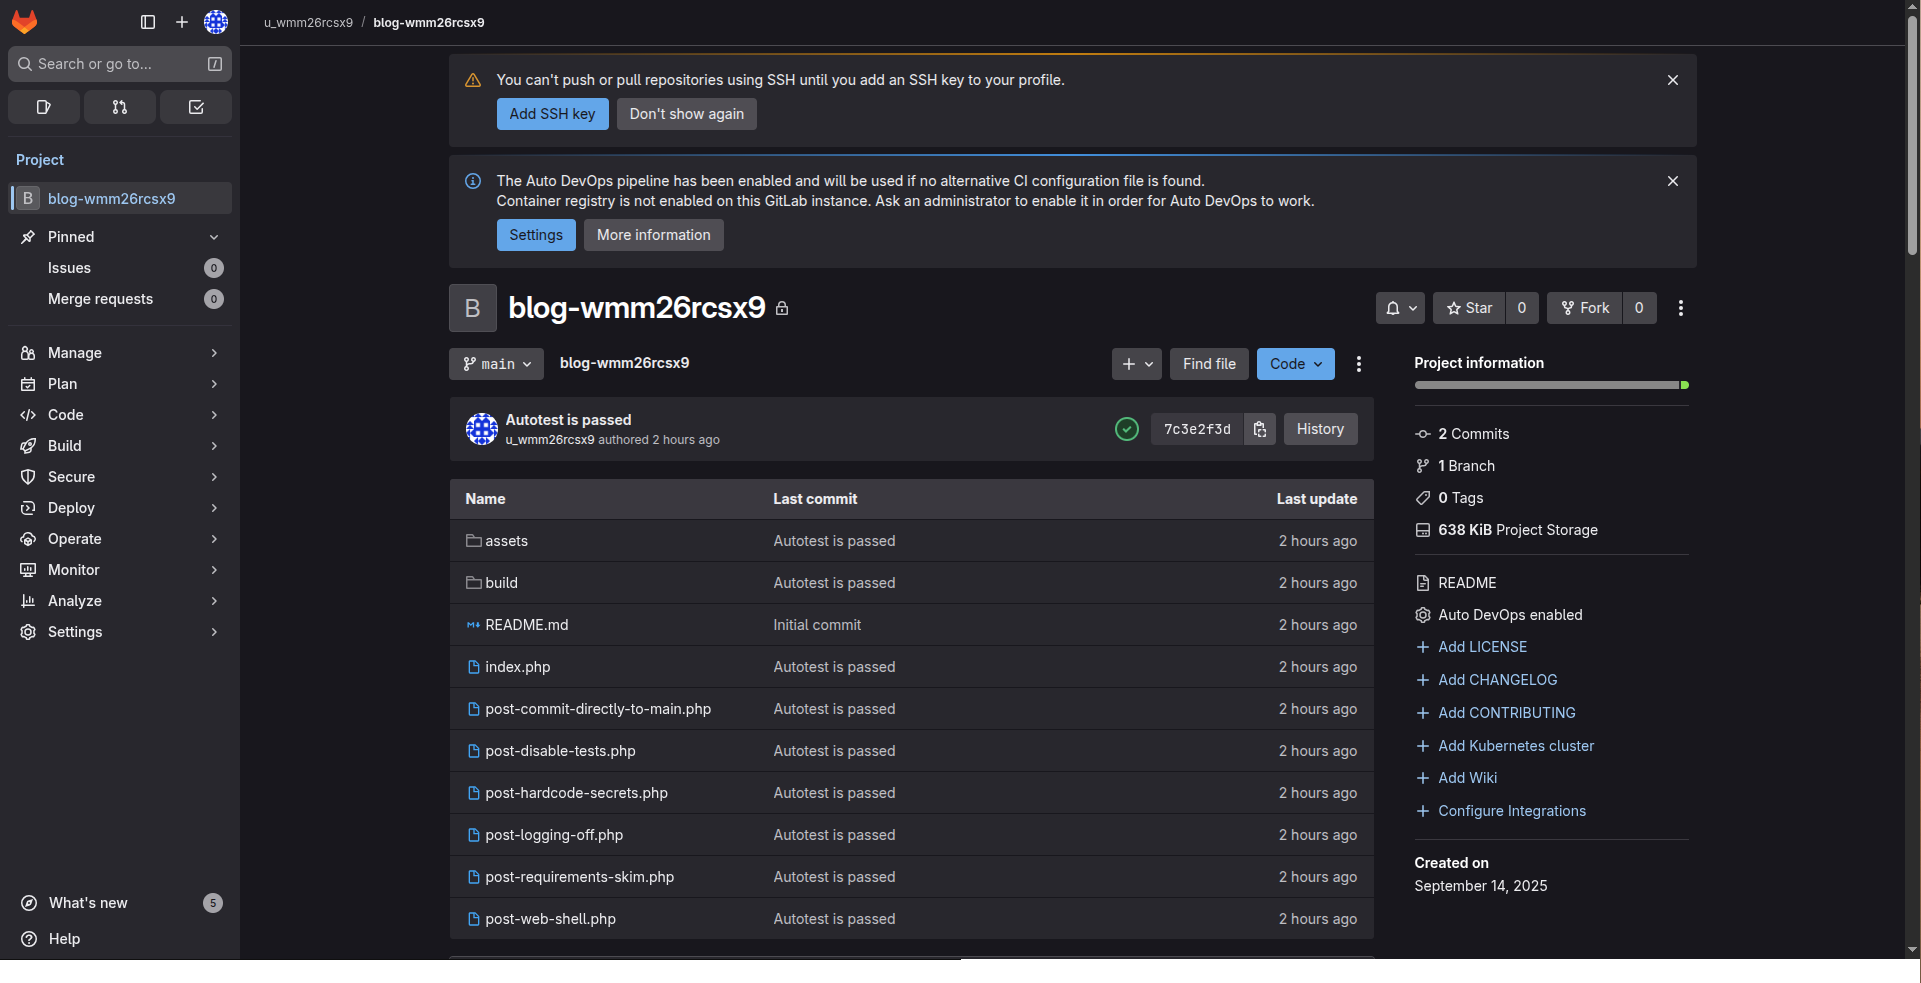 u_wmm26rcsx9 / blog-wmm26rcsx9
Search or go to... /
Project
B blog-wmm26rcsx9
Pinned
Issues 0
Merge requests 0
Manage
Plan
Code
Build
Secure
Deploy
Operate
Monitor
Analyze
Settings
What's new 5
Help
You can't push or pull repositories using SSH until you add an SSH key to your profile.
Add SSH key Don't show again
The Auto DevOps pipeline has been enabled and will be used if no alternative CI configuration file is found.
Container registry is not enabled on this GitLab instance. Ask an administrator to enable it in order for Auto DevOps to work.
Settings More information
B blog-wmm26rcsx9
Star 0 Fork 0
main blog-wmm26rcsx9 Find file Code
Autotest is passed
u_wmm26rcsx9 authored 2 hours ago
7c3e2f3d History
Name Last commit Last update
assets Autotest is passed 2 hours ago
build Autotest is passed 2 hours ago
README.md Initial commit 2 hours ago
index.php Autotest is passed 2 hours ago
post-commit-directly-to-main.php Autotest is passed 2 hours ago
post-disable-tests.php Autotest is passed 2 hours ago
post-hardcode-secrets.php Autotest is passed 2 hours ago
post-logging-off.php Autotest is passed 2 hours ago
post-requirements-skim.php Autotest is passed 2 hours ago
post-web-shell.php Autotest is passed 2 hours ago
Project information
2 Commits
1 Branch
0 Tags
638 KiB Project Storage
README
Auto DevOps enabled
Add LICENSE
Add CHANGELOG
Add CONTRIBUTING
Add Kubernetes cluster
Add Wiki
Configure Integrations
Created on
September 14, 2025